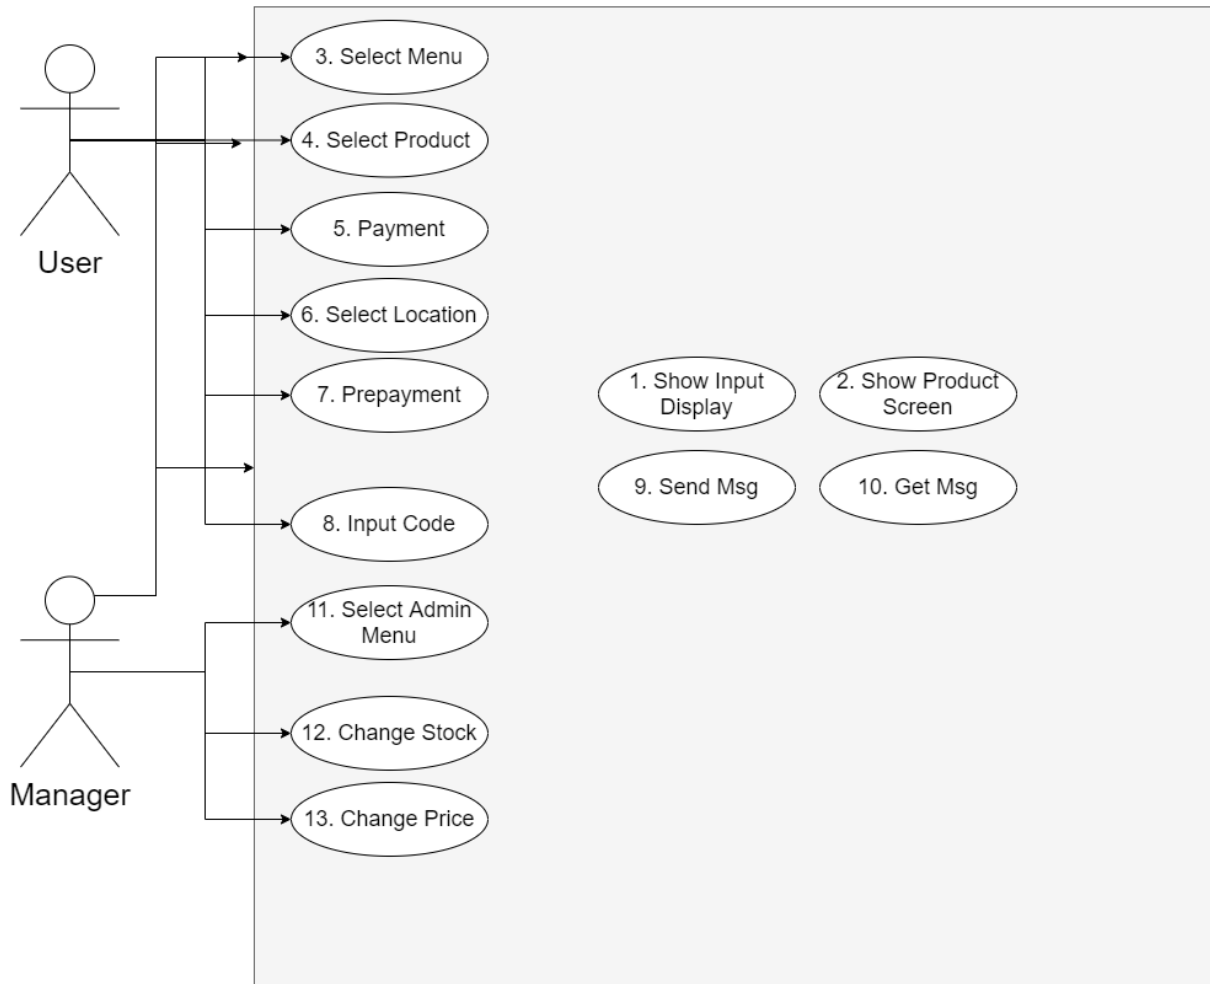 3. Select Menu
4. Select Product
5. Payment
User
6. Select Location
7. Prepayment
1. Show Input
Display
2. Show Product
Screen
9. Send Msg
10. Get Msg
8. Input Code
11. Select Admin
Menu
12. Change Stock
Manager
13. Change Price